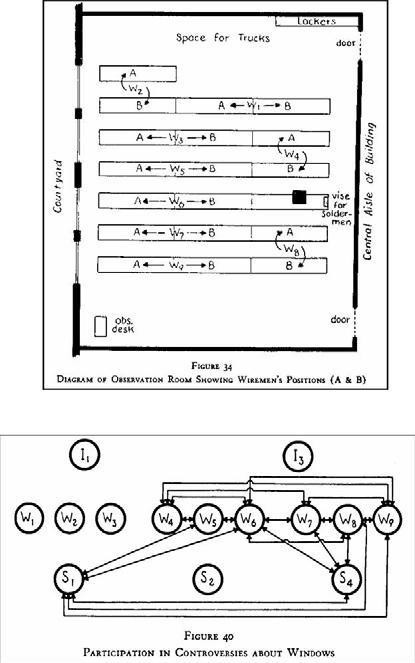 Lockers
Space for Trucks
door
A
W2
B
A W1 B
A W3 B
A
W4
B
A W5 B
A W6 B
vise
for
Solder-
men
A W7 B
A
W8
B
A W9 B
Courtyard
Central Aisle of Building
obs.
desk
door
FIGURE 34
DIAGRAM OF OBSERVATION ROOM SHOWING WIREMEN'S POSITIONS (A & B)
I1
I3
W1 W2 W3 W4 W5 W6 W7 W8 W9
S1 S2 S4
FIGURE 40
PARTICIPATION IN CONTROVERSIES ABOUT WINDOWS